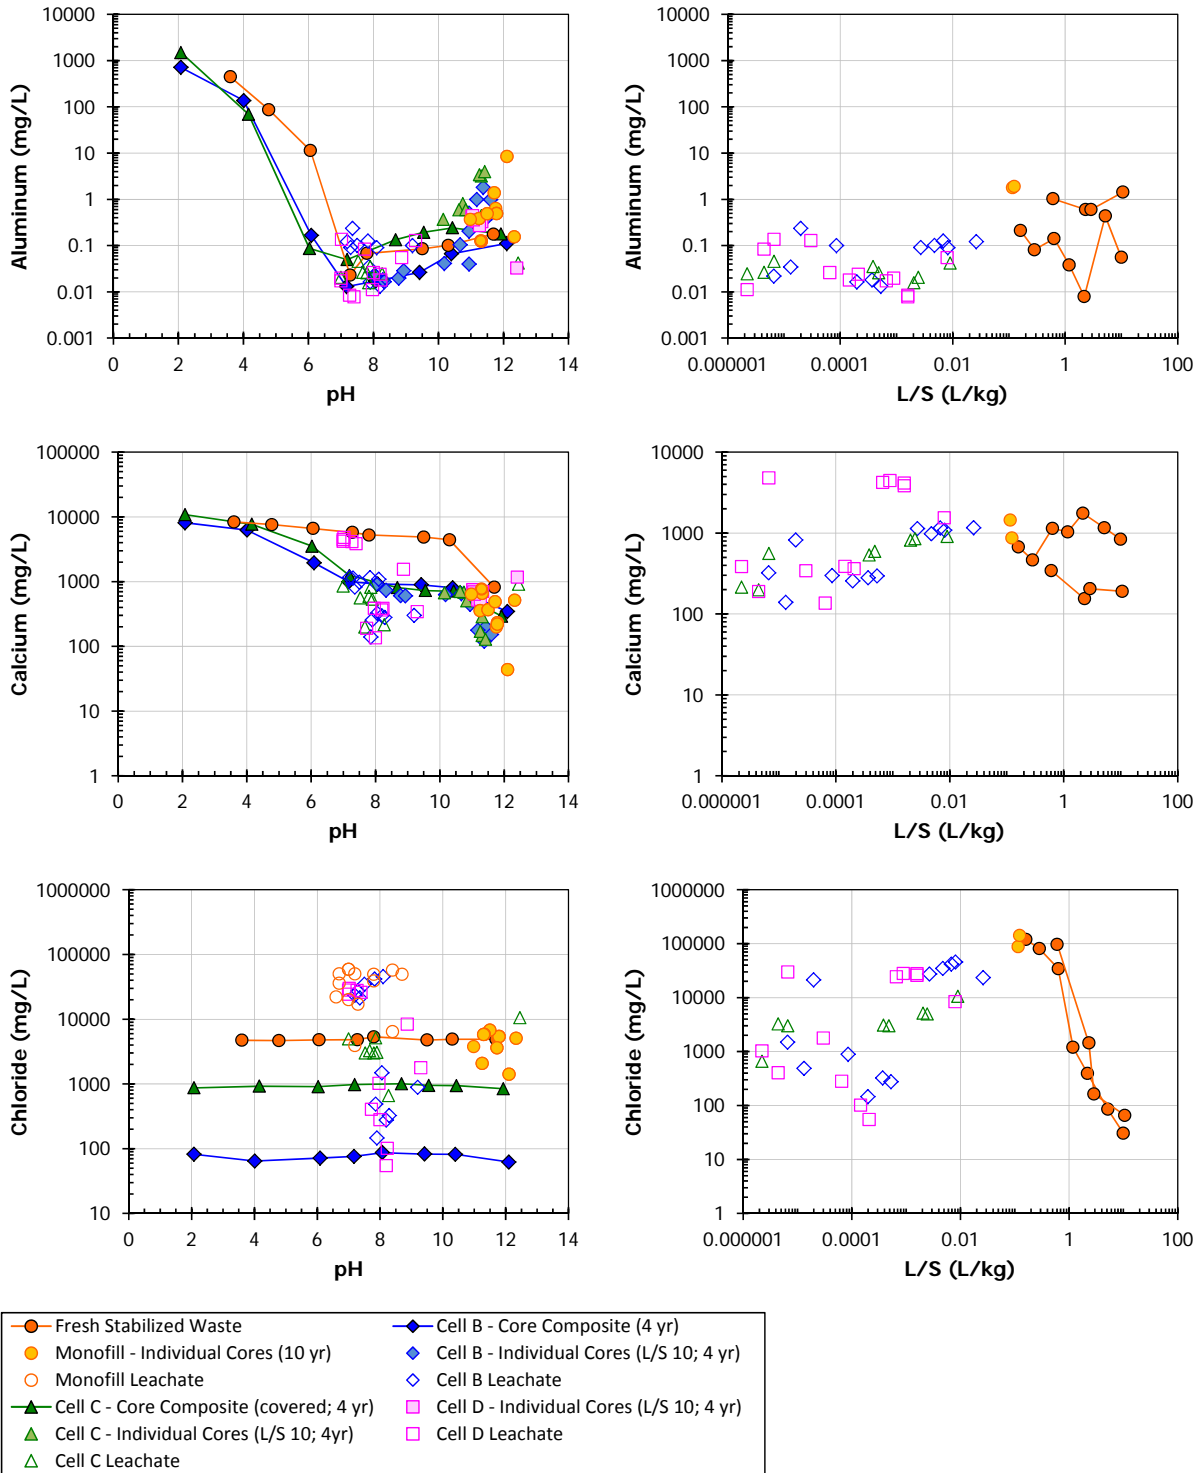 10000
1000
100
10
1
0.1
0.01
0.001
Aluminum (mg/L)
0 2 4 6 8 10 12 14
pH
10000
1000
100
10
1
0.1
0.01
0.001
Aluminum (mg/L)
0.000001 0.0001 0.01 1 100
L/S (L/kg)
100000
10000
1000
100
10
1
Calcium (mg/L)
0 2 4 6 8 10 12 14
pH
10000
1000
100
10
1
Calcium (mg/L)
0.000001 0.0001 0.01 1 100
L/S (L/kg)
1000000
100000
10000
1000
100
10
Chloride (mg/L)
0 2 4 6 8 10 12 14
pH
1000000
100000
10000
1000
100
10
1
Chloride (mg/L)
0.000001 0.0001 0.01 1 100
L/S (L/kg)
Fresh Stabilized Waste
Monofill - Individual Cores (10 yr)
Monofill Leachate
Cell C - Core Composite (covered; 4 yr)
Cell C - Individual Cores (L/S 10; 4yr)
Cell C Leachate
Cell B - Core Composite (4 yr)
Cell B - Individual Cores (L/S 10; 4 yr)
Cell B Leachate
Cell D - Individual Cores (L/S 10; 4 yr)
Cell D Leachate